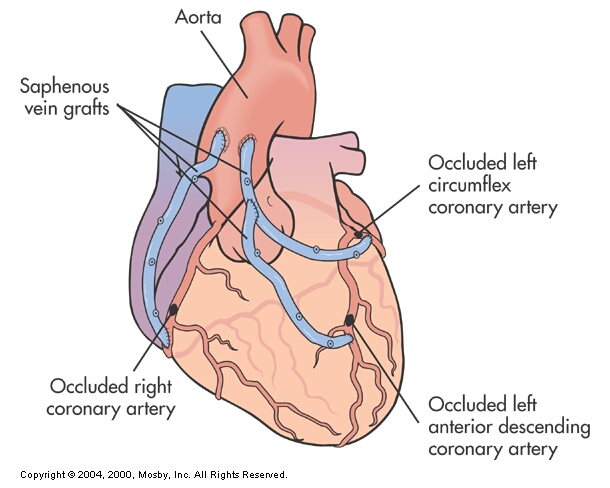 Aorta
Saphenous
vein grafts
Occluded left
circumflex
coronary artery
Occluded right
coronary artery
Occluded left
anterior descending
coronary artery
Copyright © 2004, 2000, Mosby, Inc. All Rights Reserved.